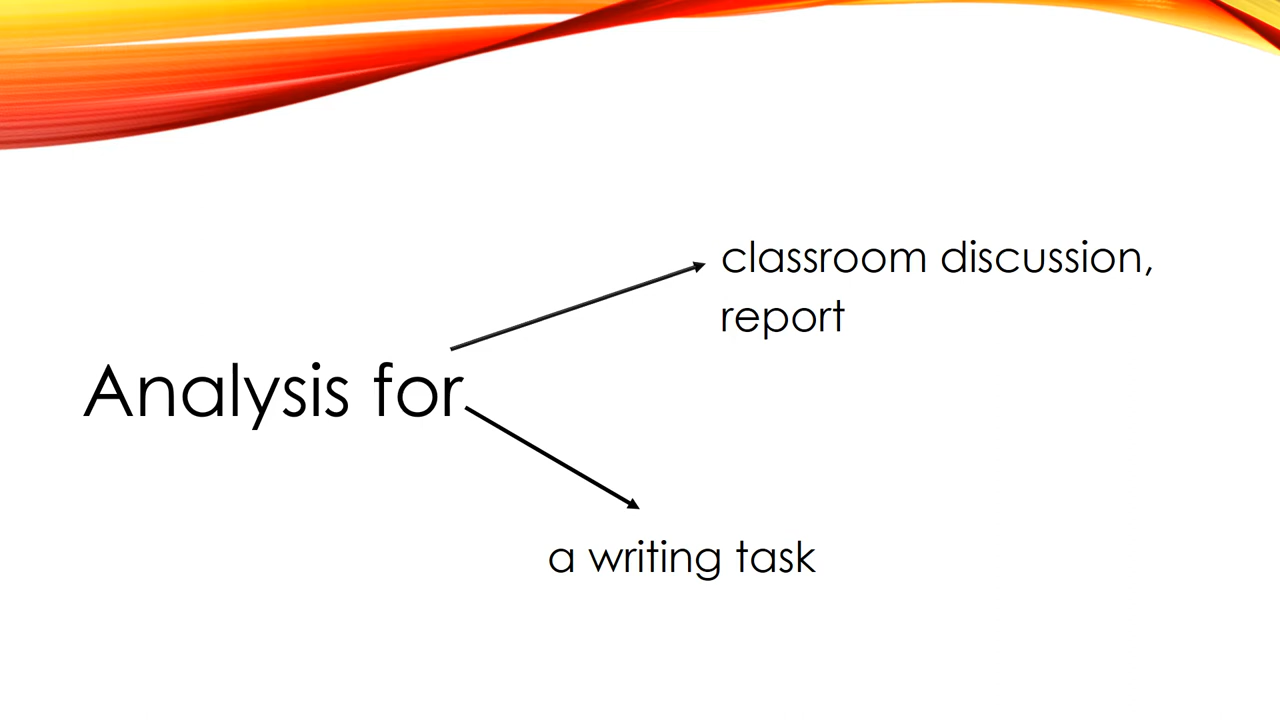 classroom discussion,
report
Analysis for
a writing task